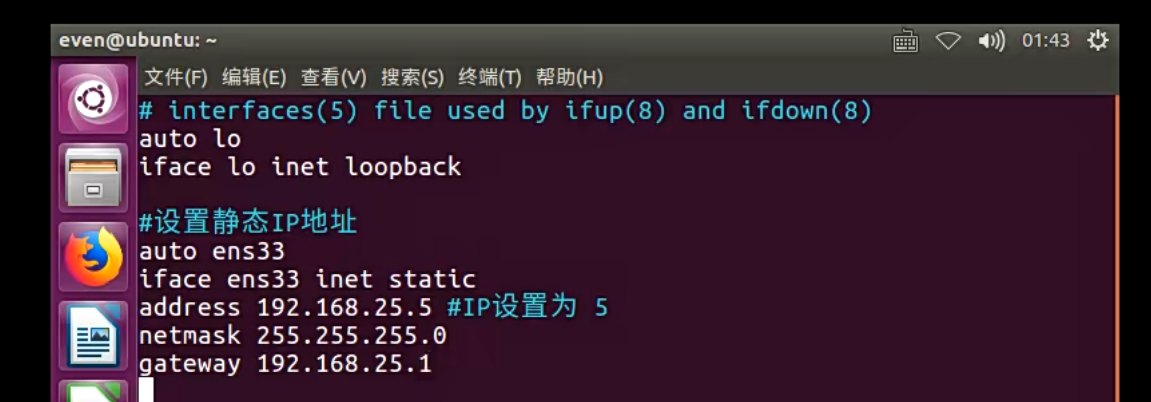 even@ubuntu: ~
01:43
文件(F) 编辑(E) 查看(V) 搜索(S) 终端(T) 帮助(H)
# interfaces(5) file used by ifup(8) and ifdown(8)
auto lo
iface lo inet loopback
#设置静态IP地址
auto ens33
iface ens33 inet static
address 192.168.25.5 #IP设置为 5
netmask 255.255.255.0
gateway 192.168.25.1